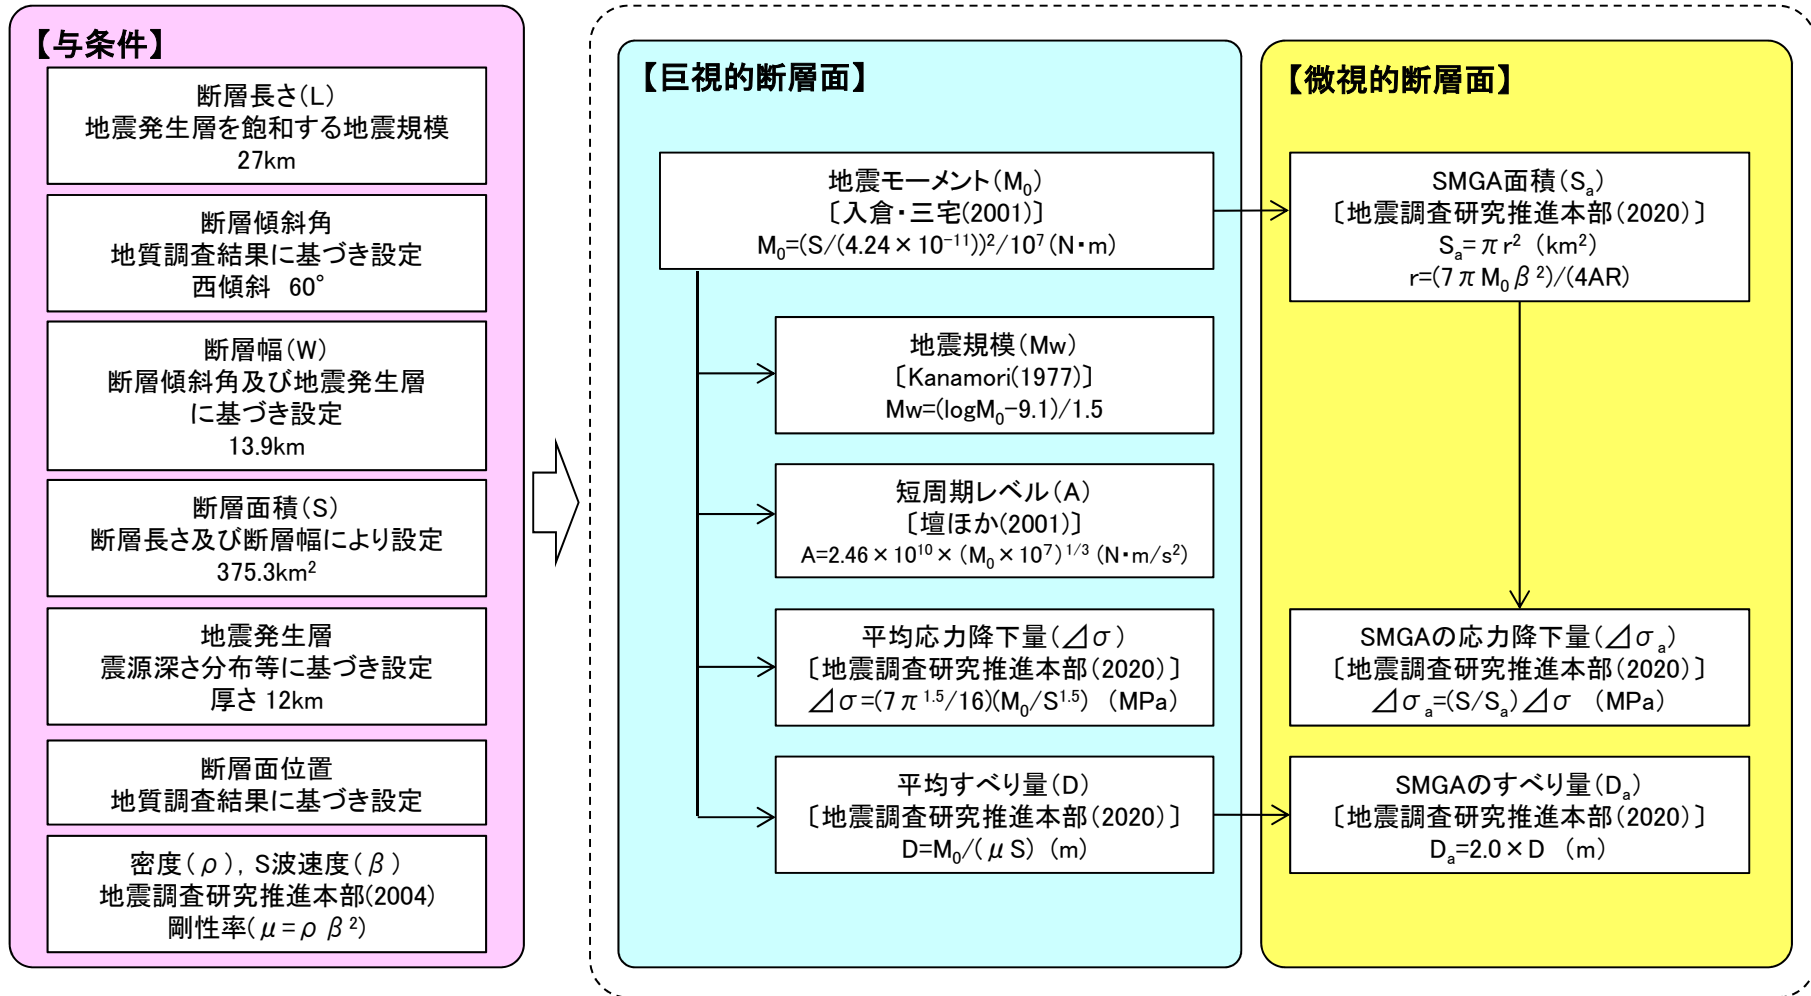 【与条件】
断層長さ(L)
地震発生層を飽和する地震規模
27km
断層傾斜角
地質調査結果に基づき設定
西傾斜 60°
断層幅(W)
断層傾斜角及び地震発生層
に基づき設定
13.9km
断層面積(S)
断層長さ及び断層幅により設定
375.3km²
地震発生層
震源深さ分布等に基づき設定
厚さ 12km
断層面位置
地質調査結果に基づき設定
密度(ρ), S波速度(β)
地震調査研究推進本部(2004)
剛性率(μ=ρβ²)
【巨視的断層面】
地震モーメント(M₀)
〔入倉・三宅(2001)〕
M₀=(S/(4.24×10⁻¹¹))²/10⁷(N・m)
地震規模(Mw)
〔Kanamori(1977)〕
Mw=(logM₀-9.1)/1.5
短周期レベル(A)
〔壇ほか(2001)〕
A=2.46×10¹⁰×(M₀×10⁷)¹ᐟ³(N・m/s²)
平均応力降下量(⊿σ)
〔地震調査研究推進本部(2020)〕
⊿σ=(7π¹·⁵/16)(M₀/S¹·⁵) (MPa)
平均すべり量(D)
〔地震調査研究推進本部(2020)〕
D=M₀/(μS) (m)
【微視的断層面】
SMGA面積(Sₐ)
〔地震調査研究推進本部(2020)〕
Sₐ=πr² (km²)
r=(7πM₀β²)/(4AR)
SMGAの応力降下量(⊿σₐ)
〔地震調査研究推進本部(2020)〕
⊿σₐ=(S/Sₐ)⊿σ (MPa)
SMGAのすべり量(Dₐ)
〔地震調査研究推進本部(2020)〕
Dₐ=2.0×D (m)